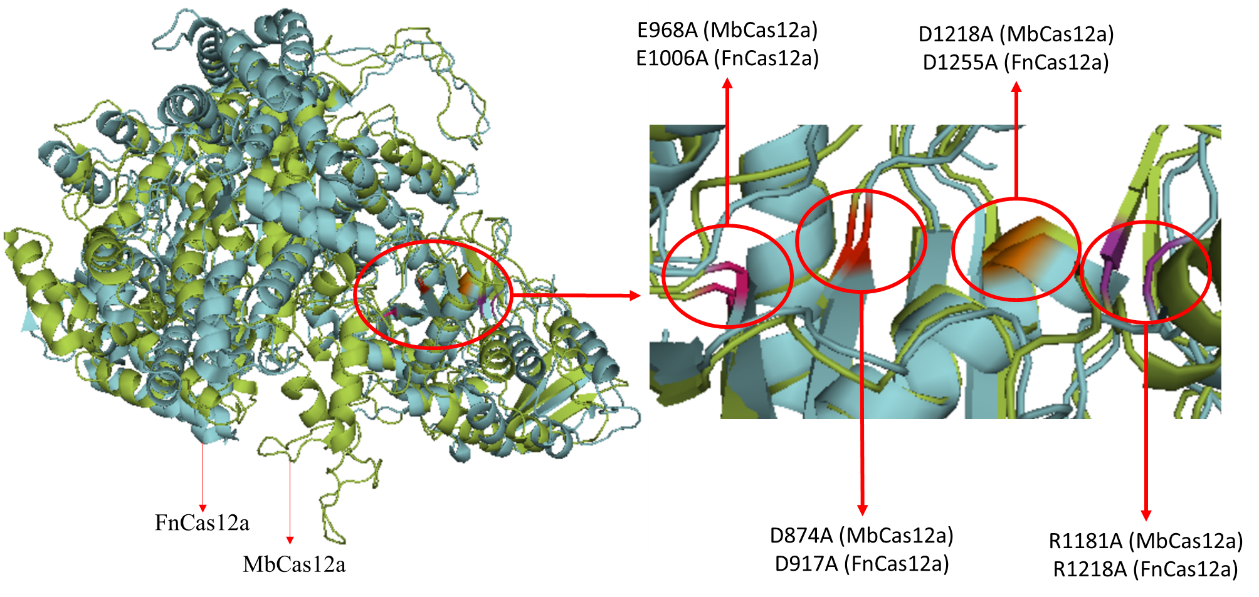 E968A (MbCas12a)
E1006A (FnCas12a)
D1218A (MbCas12a)
D1255A (FnCas12a)
FnCas12a
MbCas12a
D874A (MbCas12a)
D917A (FnCas12a)
R1181A (MbCas12a)
R1218A (FnCas12a)